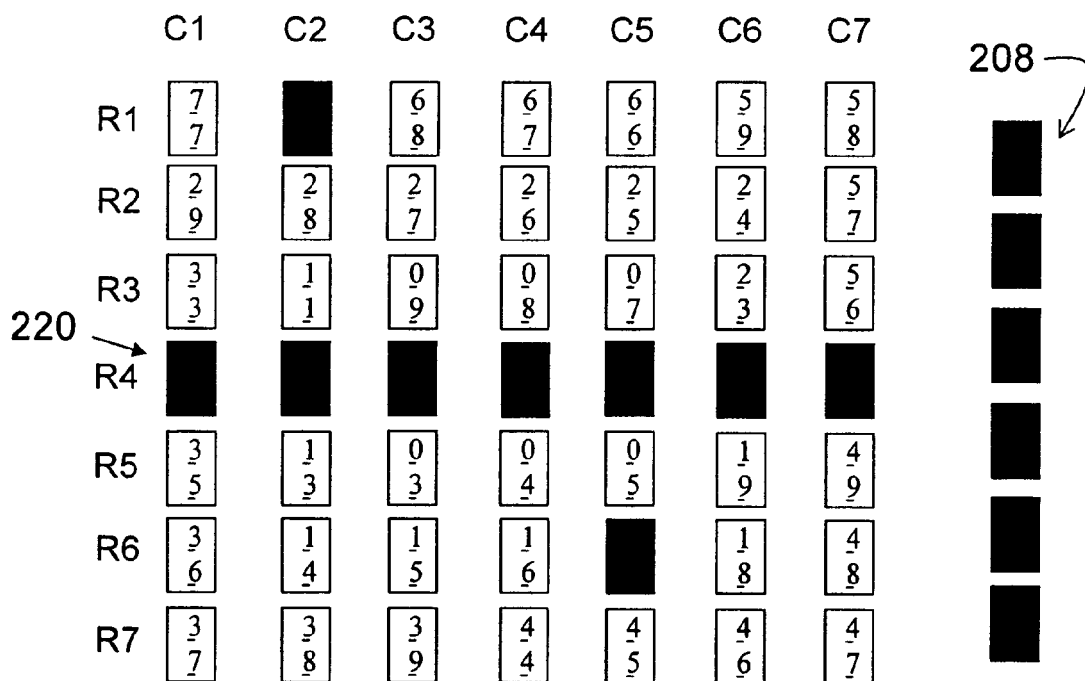 C1 C2 C3 C4 C5 C6 C7
208
R1 7 7 6 8 6 7 6 6 5 9 5 8
R2 2 9 2 8 2 7 2 6 2 5 2 4 5 7
R3 3 3 1 1 0 9 0 8 0 7 2 3 5 6
220
R4
R5 3 5 1 3 0 3 0 4 0 5 1 9 4 9
R6 3 6 1 4 1 5 1 6 1 8 4 8
R7 3 7 3 8 3 9 4 4 4 5 4 6 4 7